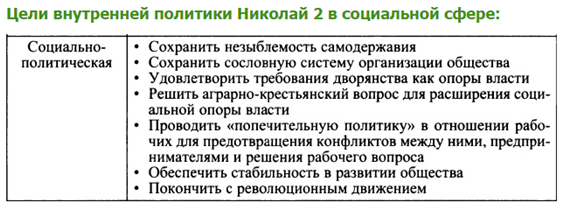 Цели внутренней политики Николай 2 в социальной сфере:
Социально-
политическая
• Сохранить незыблемость самодержавия
• Сохранить сословную систему организации общества
• Удовлетворить требования дворянства как опоры власти
• Решить аграрно-крестьянский вопрос для расширения соци-
альной опоры власти
• Проводить «попечительную политику» в отношении рабо-
чих для предотвращения конфликтов между ними, предпри-
нимателями и решения рабочего вопроса
• Обеспечить стабильность в развитии общества
• Покончить с революционным движением